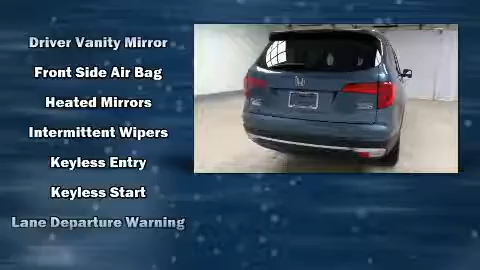 Driver Vanity Mirror
Front Side Air Bag
Heated Mirrors
Intermittent Wipers
Keyless Entry
Keyless Start
Lane Departure Warning